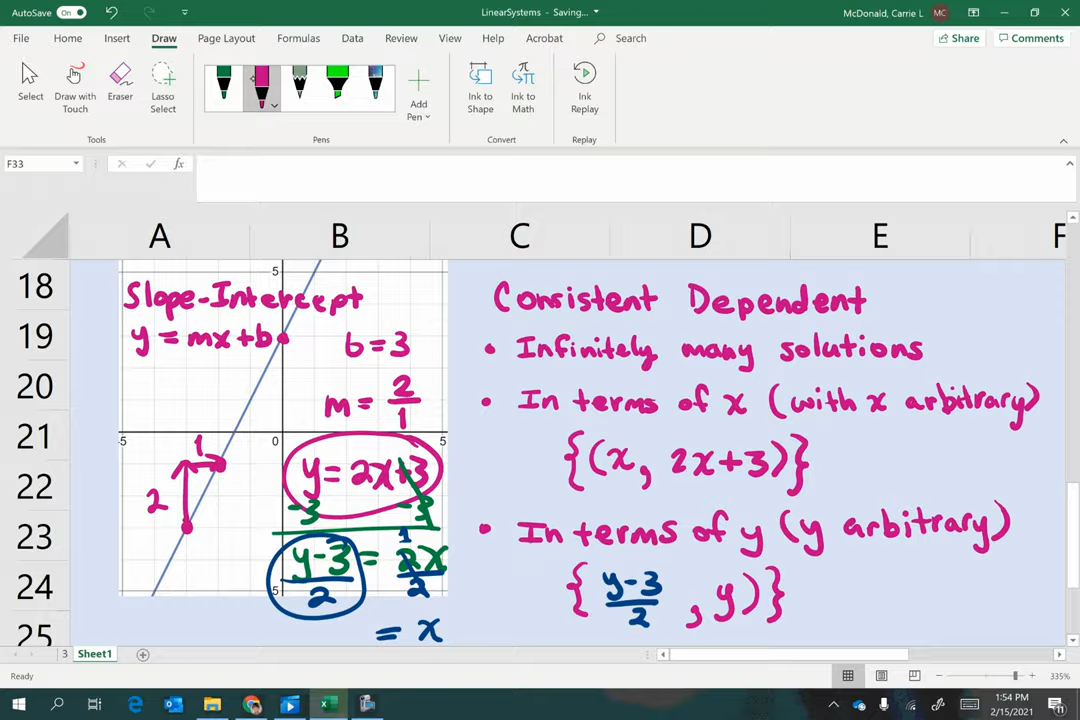 AutoSave On LinearSystems - Saving... McDonald, Carrie L MC
File Home Insert Draw Page Layout Formulas Data Review View Help Acrobat Search Share Comments
Select Draw with Touch Eraser Lasso Select Add Pen Ink to Shape Ink to Math Ink Replay
Tools Pens Convert Replay
F33 fx
A B C D E F
18 19 20 21 22 23 24 25
5
Slope-Intercept
y = mx + b
b = 3
m = 2/1
-5 0 5
1
2
y = 2x+3
-3 -3
y-3/2 = 2x/2
= x
Consistent Dependent
• Infinitely many solutions
• In terms of x (with x arbitrary)
{(x, 2x+3)}
• In terms of y (y arbitrary)
{ y-3/2 , y)}
3 Sheet1
Ready 335%
1:54 PM
2/15/2021
11